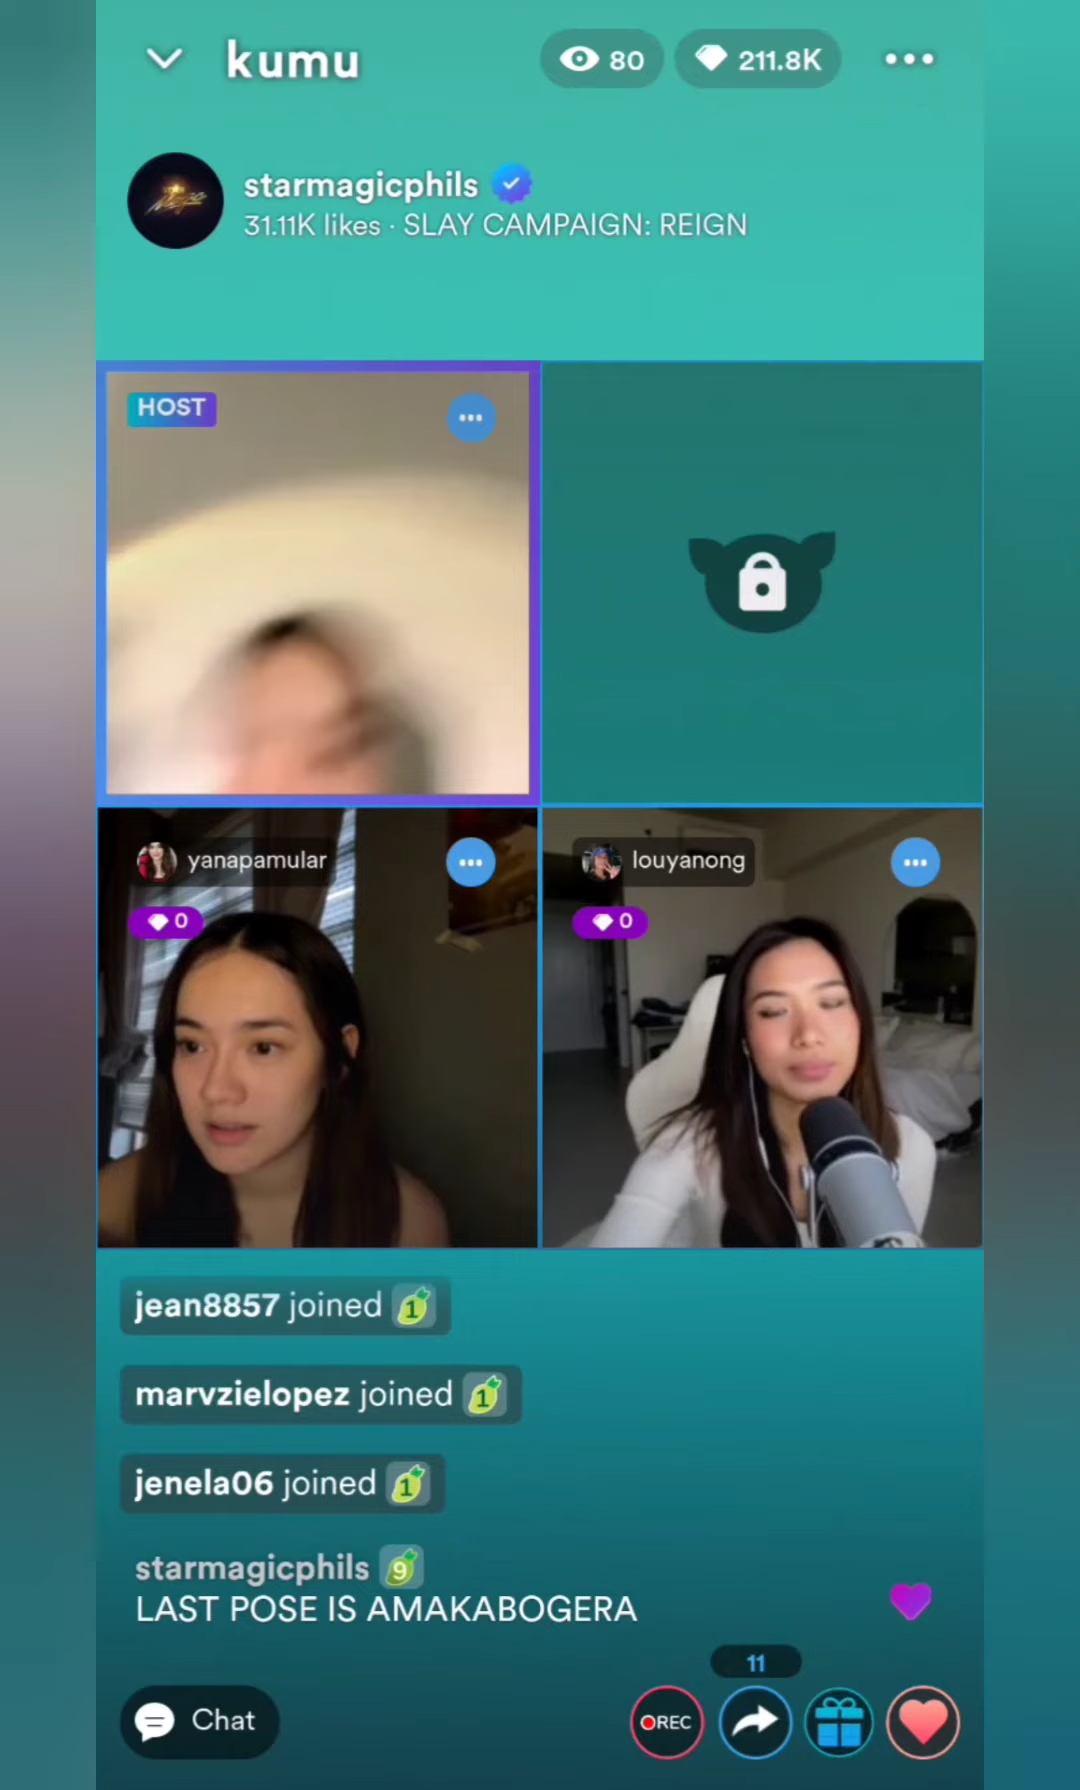 kumu
80
211.8K
starmagicphils
31.11K likes · SLAY CAMPAIGN: REIGN
HOST
yanapamular
0
louyanong
0
jean8857 joined 1
marvzielopez joined 1
jenela06 joined 1
starmagicphils 9
LAST POSE IS AMAKABOGERA
11
Chat
REC